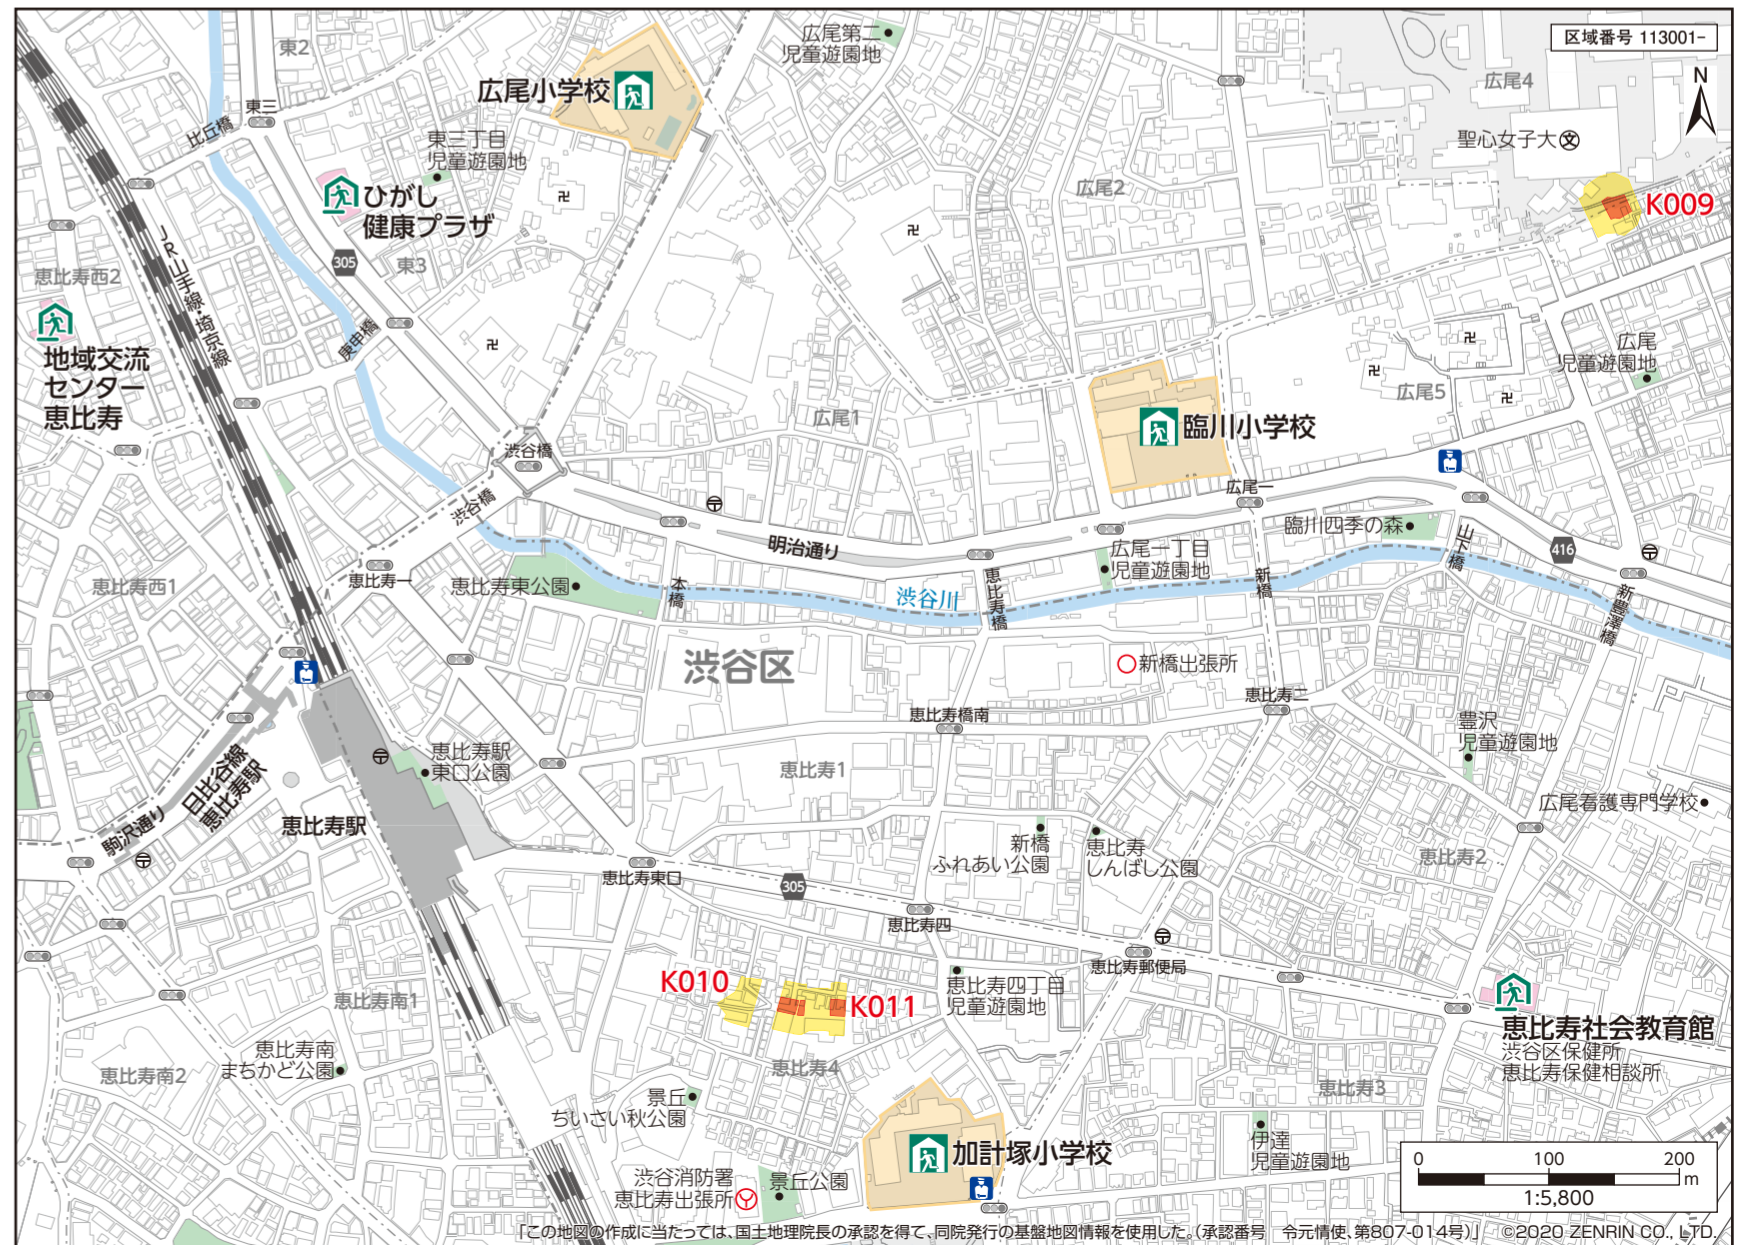 区域番号 113001-
N
広尾第二
児童遊園地
東2
広尾小学校
広尾4
東三
比丘橋
東三丁目
児童遊園地
聖心女子大
文
ひがし
健康プラザ
広尾2
K009
305
東3
JR山手線・埼京線
恵比寿西2
地域交流
センター
恵比寿
庚申橋
広尾
児童遊園地
広尾5
広尾1
臨川小学校
渋谷橋
渋谷橋
広尾一
臨川四季の森
明治通り
広尾一丁目
児童遊園地
416
恵比寿一
恵比寿西1
恵比寿東公園
本橋
渋谷川
恵比寿橋
新橋
山下橋
新豊澤橋
渋谷区
新橋出張所
恵比寿二
恵比寿橋南
豊沢
児童遊園地
恵比寿駅
東口公園
恵比寿1
日比谷線
恵比寿駅
駒沢通り
恵比寿駅
広尾看護専門学校
新橋
ふれあい公園
恵比寿
しんばし公園
恵比寿2
恵比寿東口
305
恵比寿四
恵比寿郵便局
K010
K011
恵比寿四丁目
児童遊園地
恵比寿南1
恵比寿社会教育館
渋谷区保健所
恵比寿保健相談所
恵比寿南
まちかど公園
恵比寿南2
恵比寿4
恵比寿3
景丘
ちいさい秋公園
加計塚小学校
伊達
児童遊園地
渋谷消防署
恵比寿出張所
景丘公園
0 100 200
m
1:5,800
「この地図の作成に当たっては、国土地理院長の承認を得て、同院発行の基盤地図情報を使用した。(承認番号 令元情使、第807-014号)」 ©2020 ZENRIN CO., LTD.